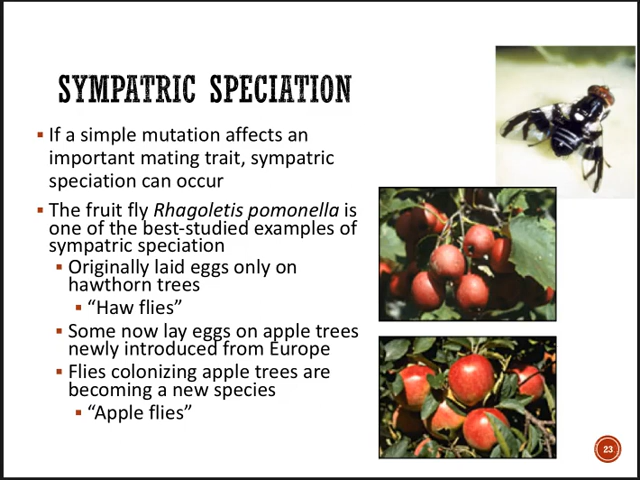 SYMPATRIC SPECIATION
▪ If a simple mutation affects an
important mating trait, sympatric
speciation can occur
▪ The fruit fly Rhagoletis pomonella is
one of the best-studied examples of
sympatric speciation
▪ Originally laid eggs only on
hawthorn trees
▪ “Haw flies”
▪ Some now lay eggs on apple trees
newly introduced from Europe
▪ Flies colonizing apple trees are
becoming a new species
▪ “Apple flies”
23